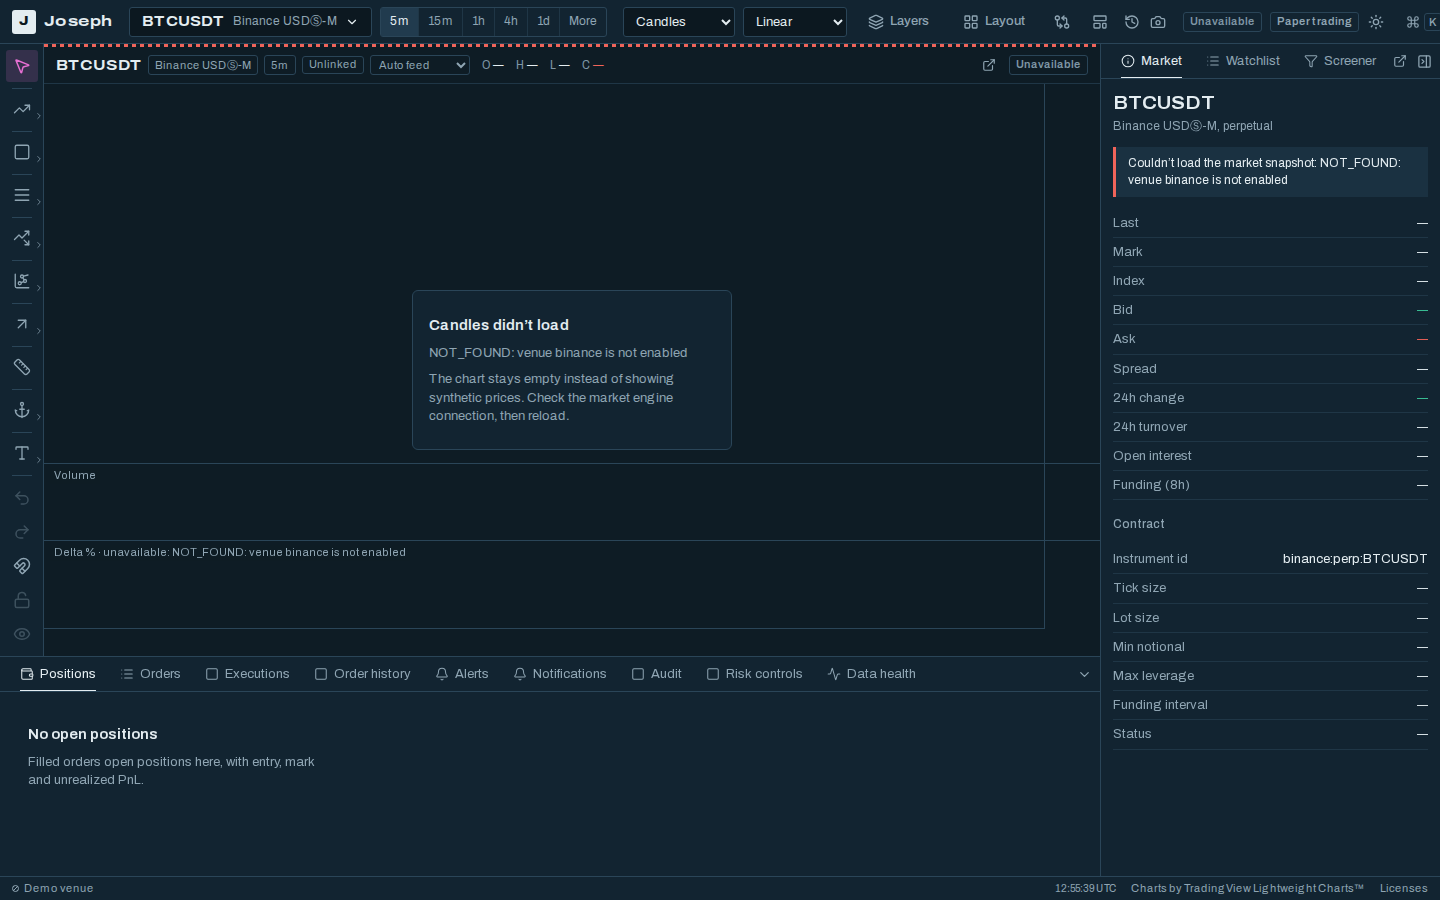 J Joseph BTCUSDT Binance USDⓈ-M 5m 15m 1h 4h 1d More Candles Linear Layers Layout Unavailable Paper trading ⌘ K
BTCUSDT Binance USDⓈ-M 5m Unlinked Auto feed O — H — L — C — Unavailable
Candles didn’t load
NOT_FOUND: venue binance is not enabled
The chart stays empty instead of showing
synthetic prices. Check the market engine
connection, then reload.
Volume
Delta % · unavailable: NOT_FOUND: venue binance is not enabled
Market Watchlist Screener
BTCUSDT
Binance USDⓈ-M, perpetual
Couldn’t load the market snapshot: NOT_FOUND:
venue binance is not enabled
Last —
Mark —
Index —
Bid —
Ask —
Spread —
24h change —
24h turnover —
Open interest —
Funding (8h) —
Contract
Instrument id binance:perp:BTCUSDT
Tick size —
Lot size —
Min notional —
Max leverage —
Funding interval —
Status —
Positions Orders Executions Order history Alerts Notifications Audit Risk controls Data health
No open positions
Filled orders open positions here, with entry, mark
and unrealized PnL.
Demo venue 12:55:39 UTC Charts by TradingView Lightweight Charts™ Licenses